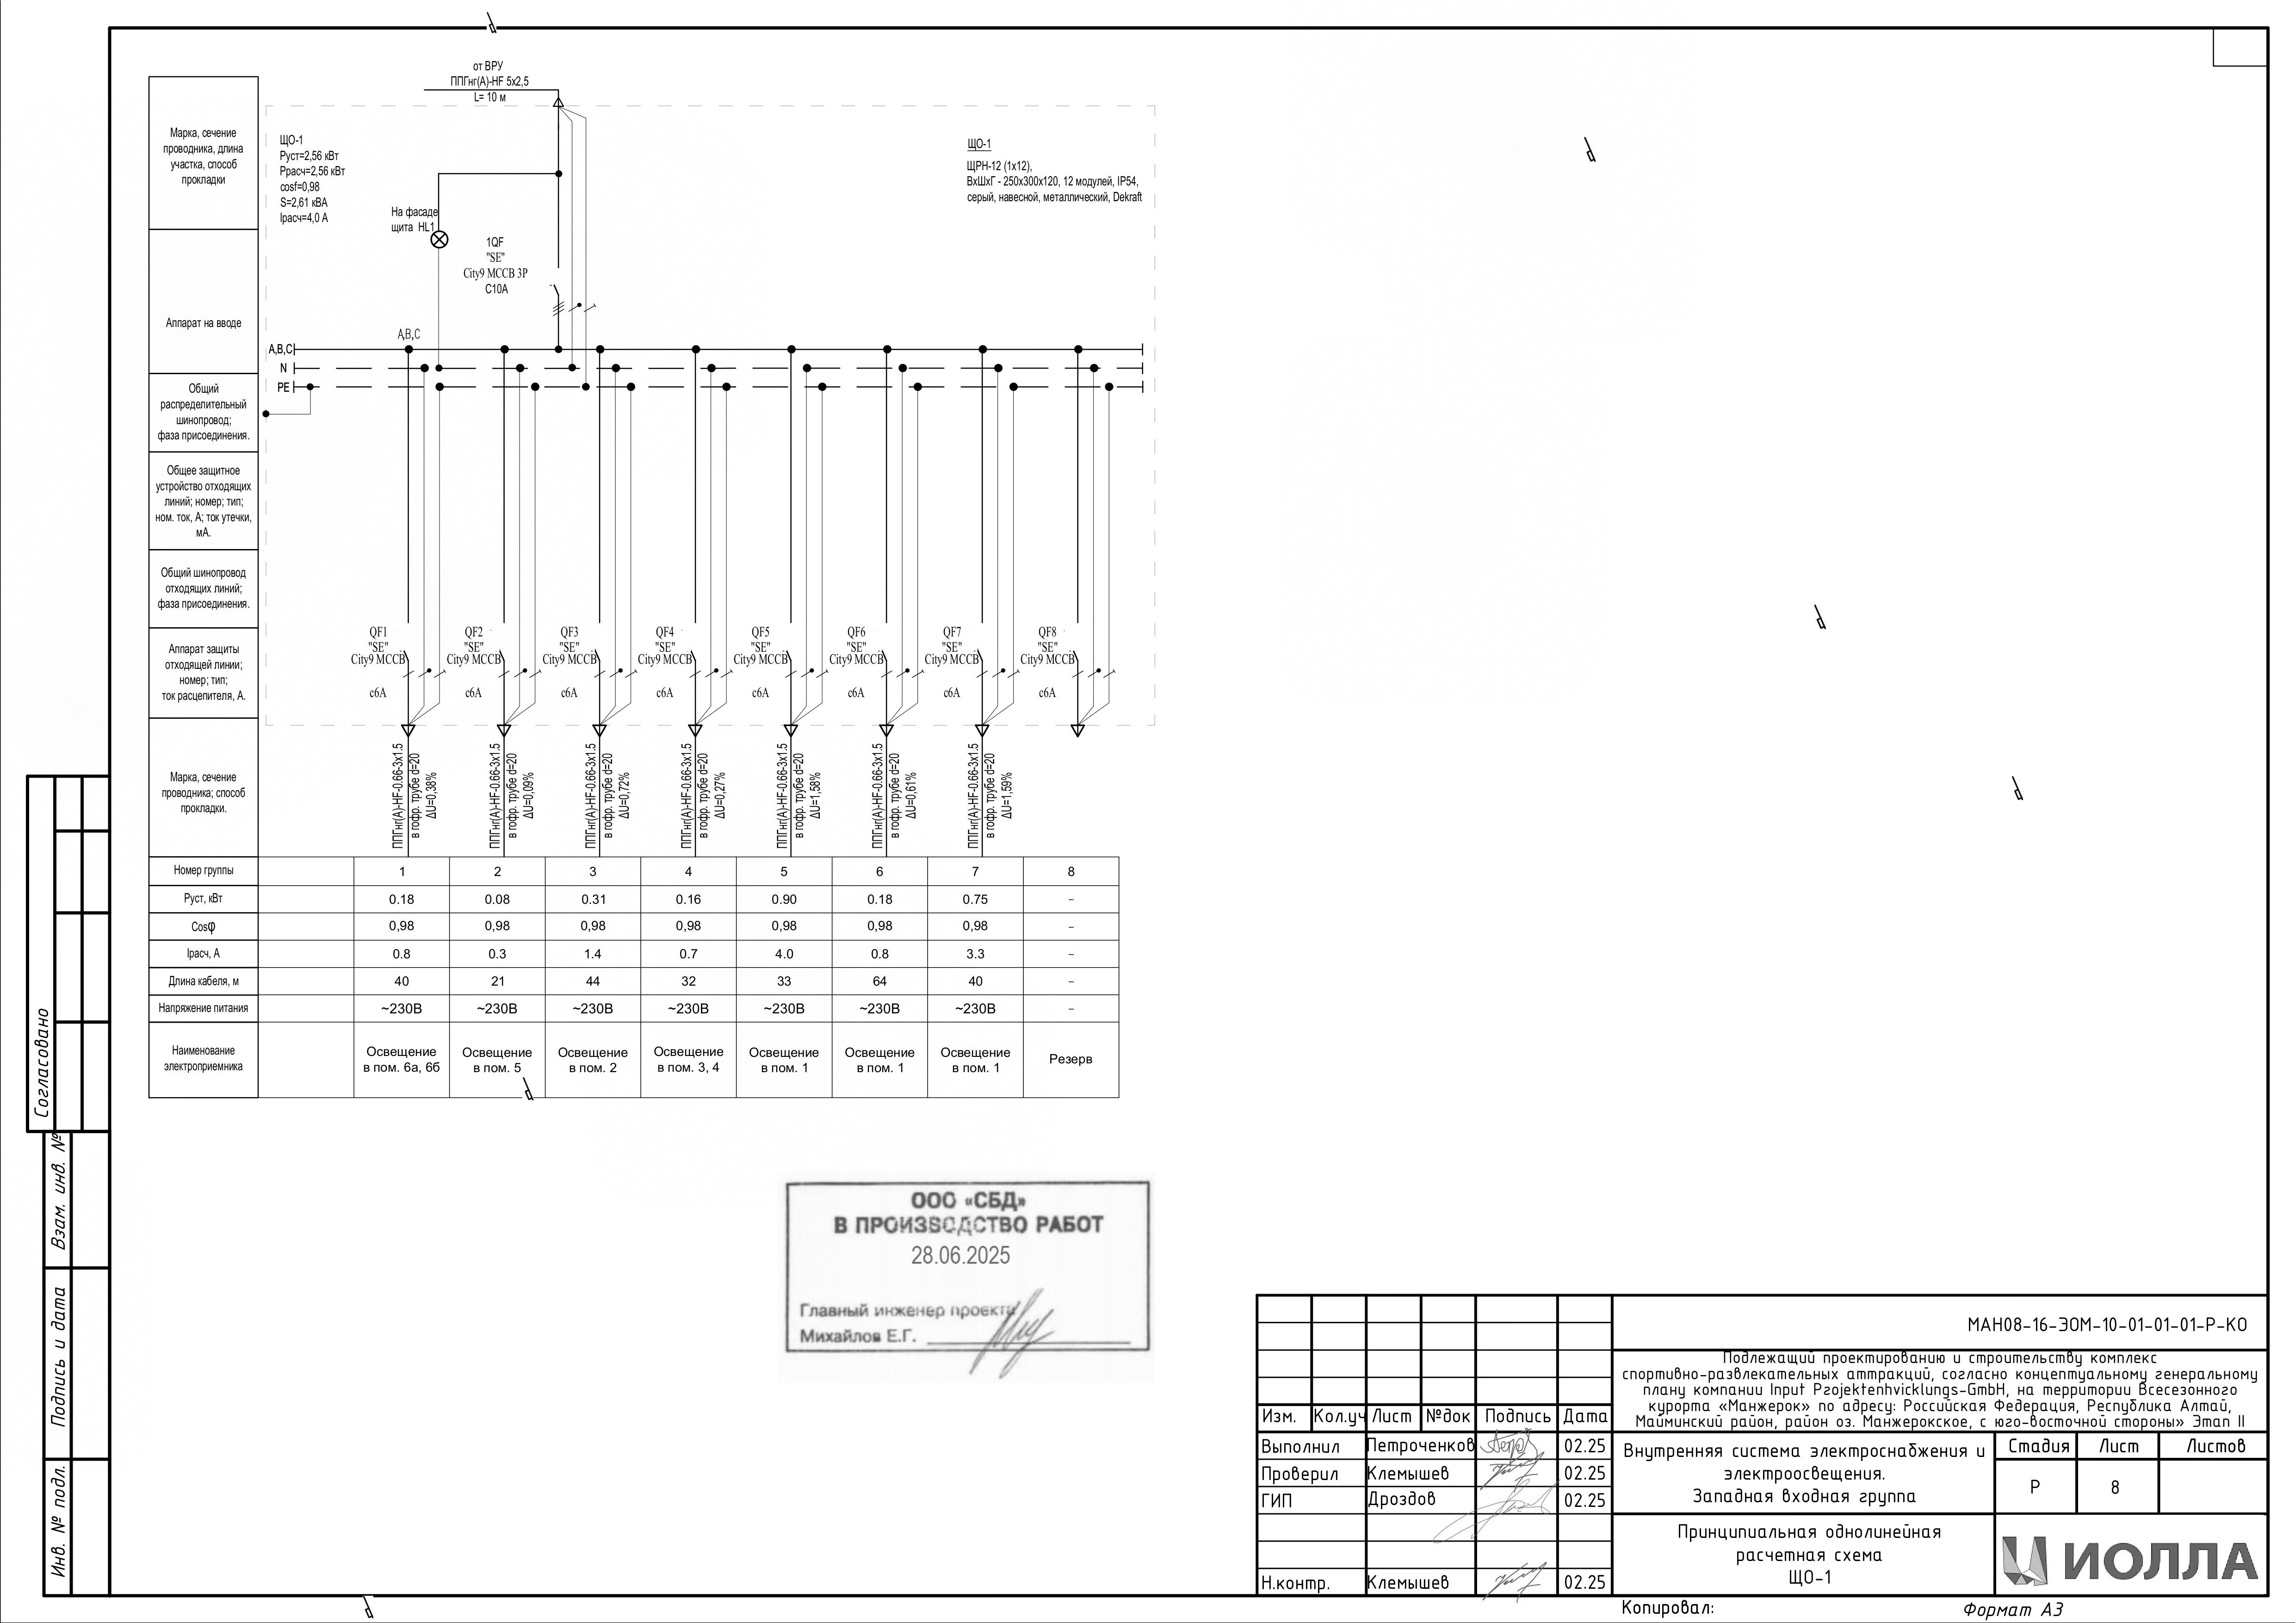 от ВРУ
ППГнг(А)-HF 5х2,5
L= 10 м
Марка, сечение
проводника, длина
участка, способ
прокладки
ЩО-1
Руст=2,56 кВт
Ррасч=2,56 кВт
cosf=0,98
S=2,61 кВА
Iрасч=4,0 А
ЩО-1
ЩРН-12 (1х12),
ВхШхГ - 250х300х120, 12 модулей, IP54,
серый, навесной, металлический, Dekraft
На фасаде
щита HL1
1QF
"SE"
City9 MCCB 3P
C10A
Аппарат на вводе
A,B,C
A,B,C
N
PE
Общий
распределительный
шинопровод;
фаза присоединения.
Общее защитное
устройство отходящих
линий; номер; тип;
ном. ток, А; ток утечки,
мА.
Общий шинопровод
отходящих линий;
фаза присоединения.
Аппарат защиты
отходящей линии;
номер; тип;
ток расцепителя, А.
QF1 QF2 QF3 QF4 QF5 QF6 QF7 QF8
"SE" "SE" "SE" "SE" "SE" "SE" "SE" "SE"
City9 MCCB City9 MCCB City9 MCCB City9 MCCB City9 MCCB City9 MCCB City9 MCCB City9 MCCB
c6A c6A c6A c6A c6A c6A c6A c6A
Марка, сечение
проводника; способ
прокладки.
ППГнг(А)-HF-0.66-3х1.5
в гофр. трубе d=20
ΔU=0,38%
ППГнг(А)-HF-0.66-3х1.5
в гофр. трубе d=20
ΔU=0,09%
ППГнг(А)-HF-0.66-3х1.5
в гофр. трубе d=20
ΔU=0,72%
ППГнг(А)-HF-0.66-3х1.5
в гофр. трубе d=20
ΔU=0,27%
ППГнг(А)-HF-0.66-3х1.5
в гофр. трубе d=20
ΔU=1,58%
ППГнг(А)-HF-0.66-3х1.5
в гофр. трубе d=20
ΔU=0,61%
ППГнг(А)-HF-0.66-3х1.5
в гофр. трубе d=20
ΔU=1,59%
Номер группы 1 2 3 4 5 6 7 8
Руст, кВт 0.18 0.08 0.31 0.16 0.90 0.18 0.75 –
Cosφ 0,98 0,98 0,98 0,98 0,98 0,98 0,98 –
Iрасч, А 0.8 0.3 1.4 0.7 4.0 0.8 3.3 –
Длина кабеля, м 40 21 44 32 33 64 40 –
Напряжение питания ~230В ~230В ~230В ~230В ~230В ~230В ~230В –
Наименование
электроприемника
Освещение
в пом. 6а, 6б
Освещение
в пом. 5
Освещение
в пом. 2
Освещение
в пом. 3, 4
Освещение
в пом. 1
Освещение
в пом. 1
Освещение
в пом. 1
Резерв
Согласовано
Взам. инв. №
Подпись и дата
Инв. № подл.
ООО «СБД»
В ПРОИЗВОДСТВО РАБОТ
28.06.2025
Главный инженер проекта
Михайлов Е.Г.
МАН08-16-ЭОМ-10-01-01-01-Р-КО
Подлежащий проектированию и строительству комплекс
спортивно-развлекательных аттракций, согласно концептуальному генеральному
плану компании Input Projektenhvicklungs-GmbH, на территории Всесезонного
курорта «Манжерок» по адресу: Российская Федерация, Республика Алтай,
Майминский район, район оз. Манжерокское, с юго-восточной стороны» Этап II
Изм. Кол.уч Лист №док Подпись Дата
Выполнил Петроченков 02.25
Проверил Клемышев 02.25
ГИП Дроздов 02.25
Н.контр. Клемышев 02.25
Внутренняя система электроснабжения и
электроосвещения.
Западная входная группа
Стадия Лист Листов
Р 8
Принципиальная однолинейная
расчетная схема
ЩО-1
ИОЛЛА
Копировал:
Формат А3